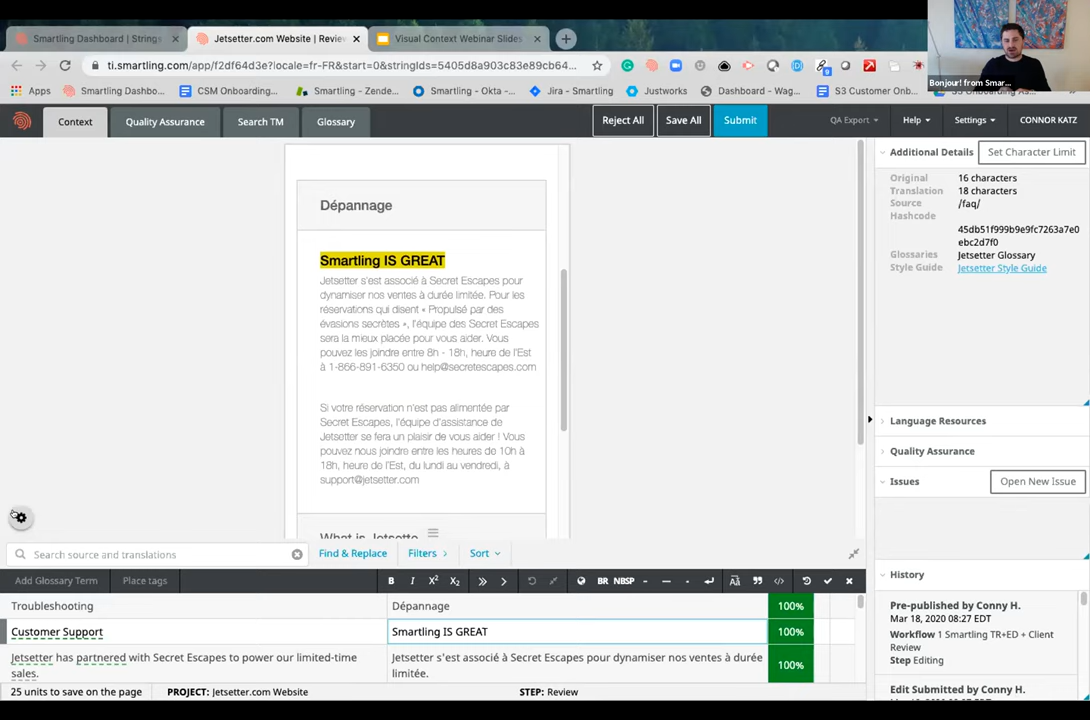 Smartling Dashboard | Strings
Jetsetter.com Website | Review
Visual Context Webinar Slides
ti.smartling.com/app/f2df64d3e?locale=fr-FR&start=0&stringIds=5405d8a903c83e89cb64...
Apps
Smartling Dashbo...
CSM Onboarding...
Smartling - Zende...
Smartling - Okta -...
Jira - Smartling
Justworks
Dashboard - Wag...
S3 Customer Onb...
S3 Onboarding As...
Bonjour! from Smar...
Context
Quality Assurance
Search TM
Glossary
Reject All
Save All
Submit
QA Export
Help
Settings
CONNOR KATZ
Dépannage
Smartling IS GREAT
Jetsetter s'est associé à Secret Escapes pour
dynamiser nos ventes à durée limitée. Pour les
réservations qui disent « Propulsé par des
évasions secrètes », l'équipe des Secret Escapes
sera la mieux placée pour vous aider. Vous
pouvez les joindre entre 8h - 18h, heure de l'Est
à 1-866-891-6350 ou help@secretescapes.com
Si votre réservation n'est pas alimentée par
Secret Escapes, l'équipe d'assistance de
Jetsetter se fera un plaisir de vous aider ! Vous
pouvez nous joindre entre les heures de 10h à
18h, heure de l'Est, du lundi au vendredi, à
support@jetsetter.com
What is Jetsette
Additional Details
Set Character Limit
Original 16 characters
Translation 18 characters
Source /faq/
Hashcode
45db51f999b9e9fc7263a7e0
ebc2d7f0
Glossaries Jetsetter Glossary
Style Guide Jetsetter Style Guide
Language Resources
Quality Assurance
Issues
Open New Issue
History
Pre-published by Conny H.
Mar 18, 2020 08:27 EDT
Workflow 1 Smartling TR+ED + Client
Review
Step Editing
Edit Submitted by Conny H.
Search source and translations
Find & Replace
Filters
Sort
Add Glossary Term
Place tags
B I X² X₂ BR NBSP
Troubleshooting Dépannage 100%
Customer Support Smartling IS GREAT 100%
Jetsetter has partnered with Secret Escapes to power our limited-time Jetsetter s'est associé à Secret Escapes pour dynamiser nos ventes à durée 100%
sales. limitée.
25 units to save on the page
PROJECT: Jetsetter.com Website
STEP: Review